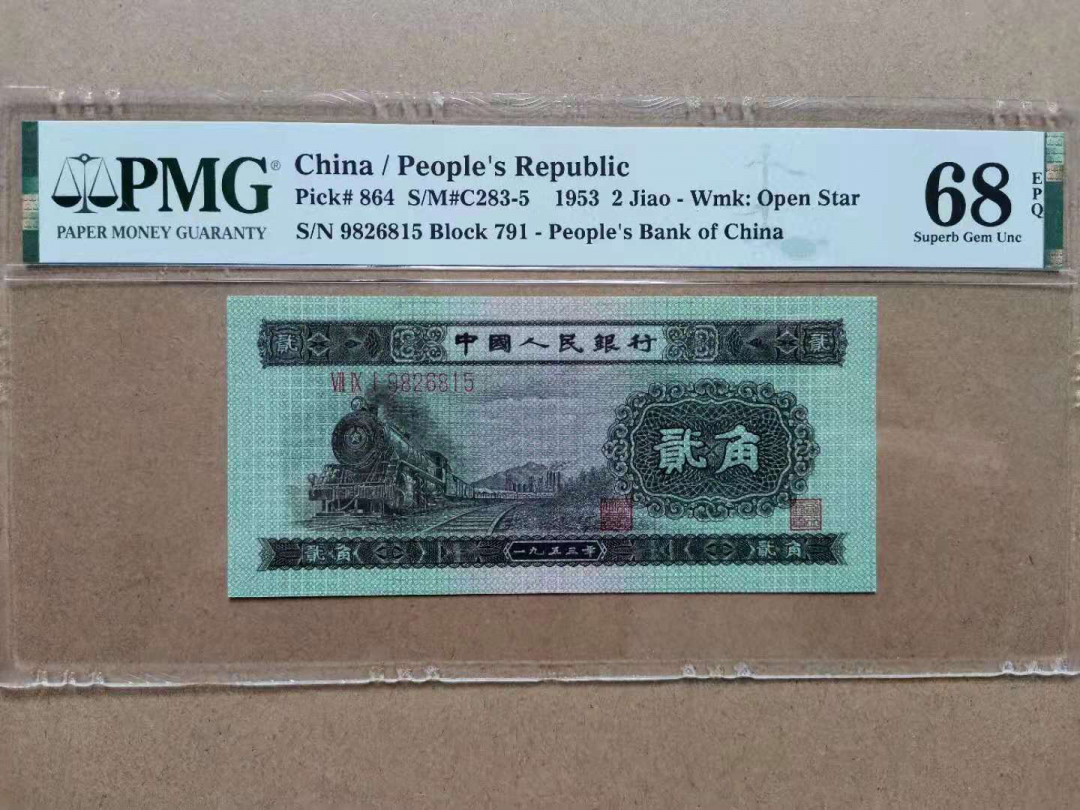 PMG®
PAPER MONEY GUARANTY
China / People's Republic
Pick# 864 S/M#C283-5 1953 2 Jiao - Wmk: Open Star
S/N 9826815 Block 791 - People's Bank of China
68
EPQ
Superb Gem Unc
貳 中國人民銀行 貳
VII IX I 9826815
貳角
貳角 一九五三年 貳角